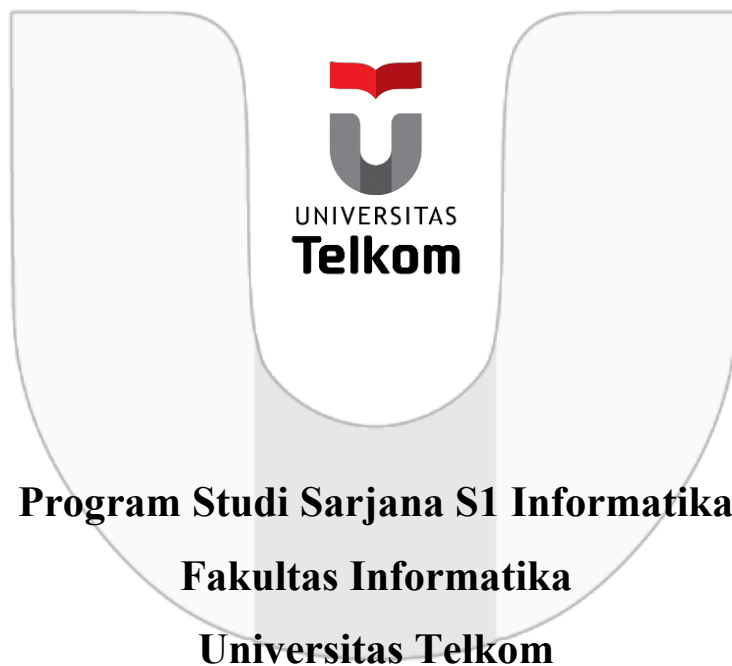 UNIVERSITAS
Telkom
Program Studi Sarjana S1 Informatika
Fakultas Informatika
Universitas Telkom